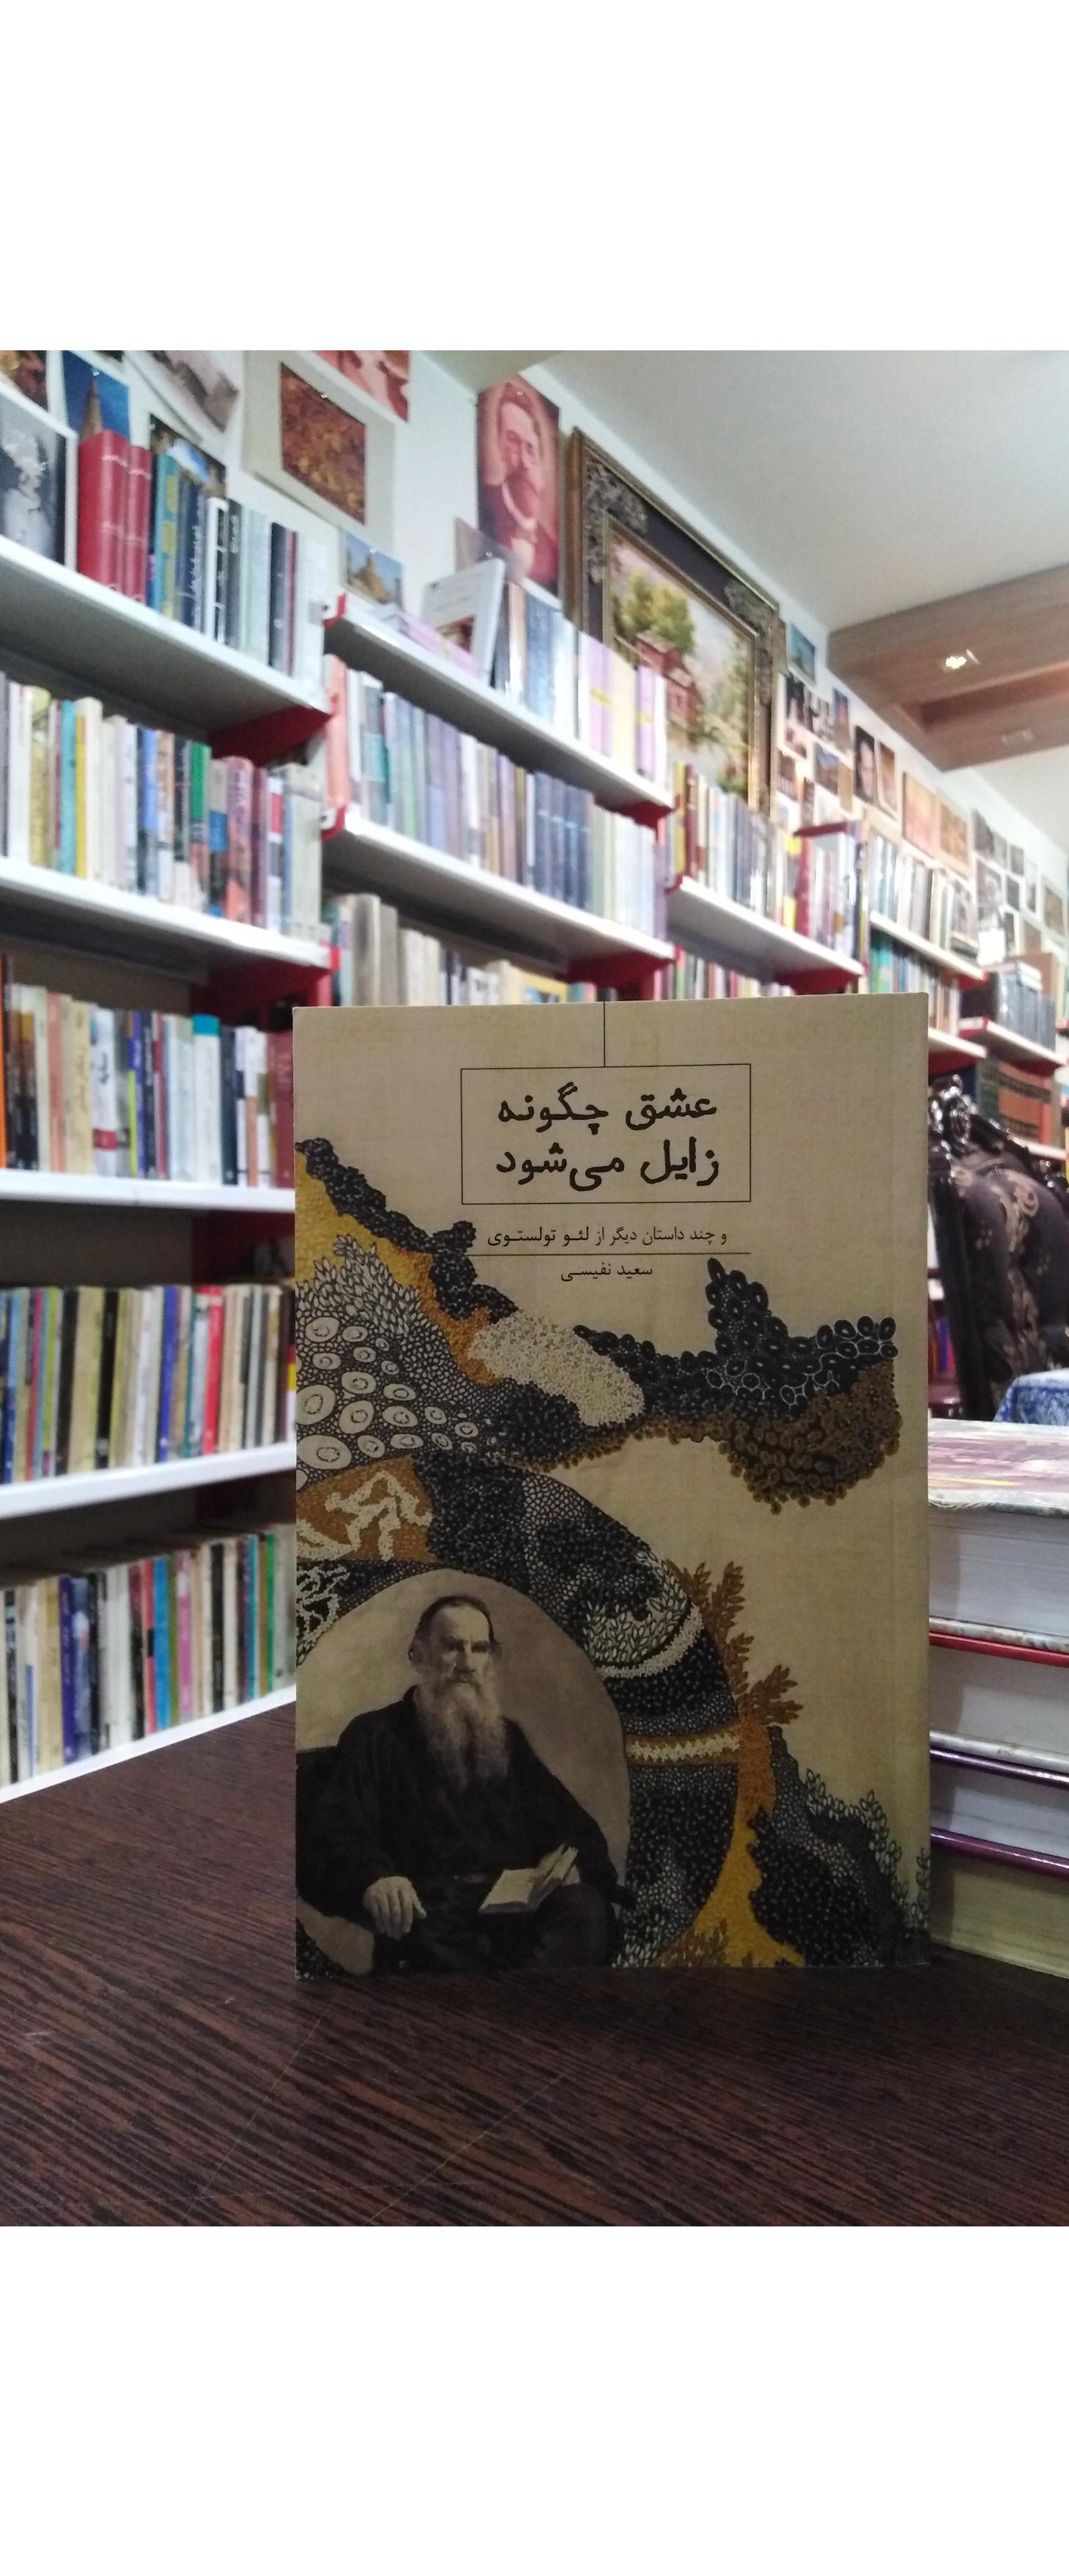 عشق چگونه
زایل می‌شود
و چند داستان دیگر از لئو تولستوی
سعید نفیسی